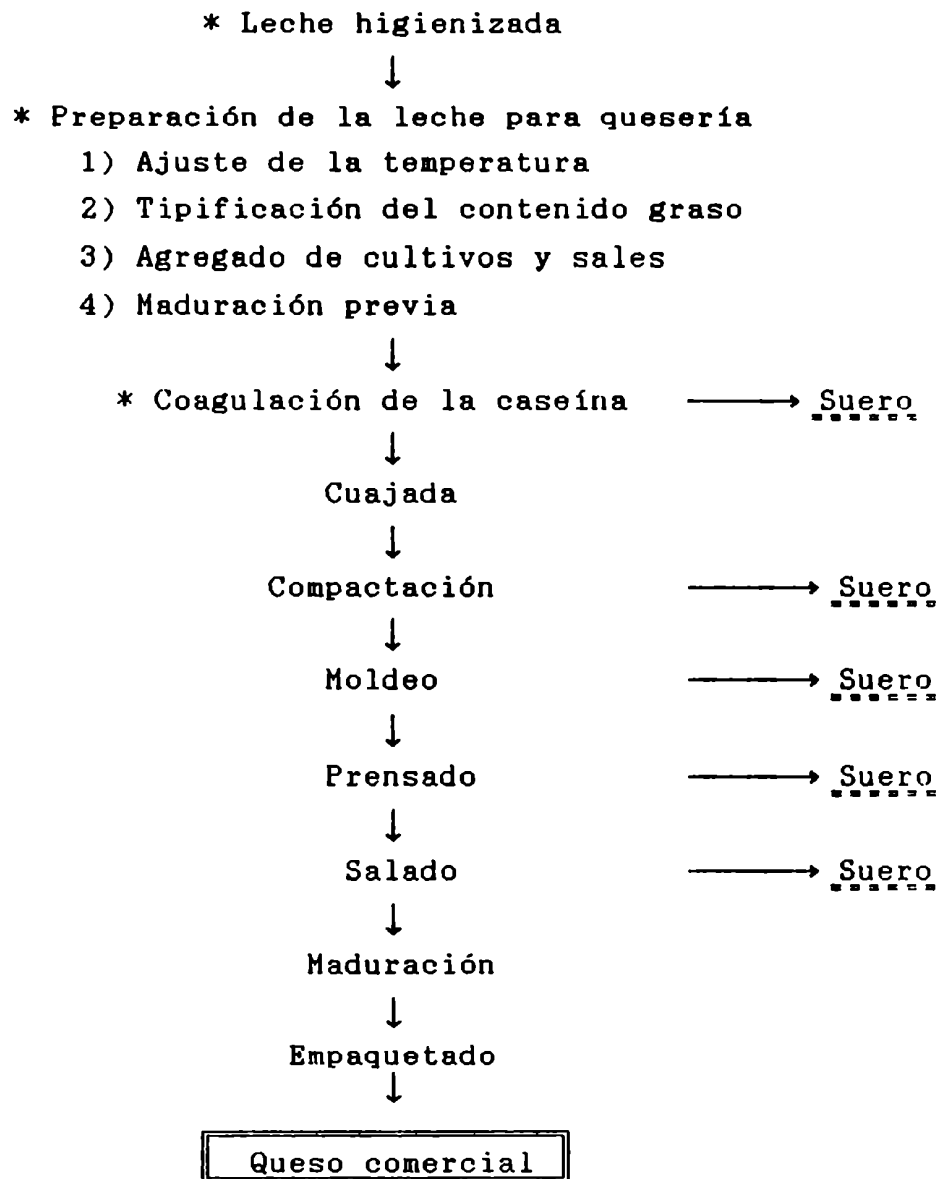 * Leche higienizada
↓
* Preparación de la leche para quesería
1) Ajuste de la temperatura
2) Tipificación del contenido graso
3) Agregado de cultivos y sales
4) Maduración previa
↓
* Coagulación de la caseína → Suero
↓
Cuajada
↓
Compactación → Suero
↓
Moldeo → Suero
↓
Prensado → Suero
↓
Salado → Suero
↓
Maduración
↓
Empaquetado
↓
Queso comercial